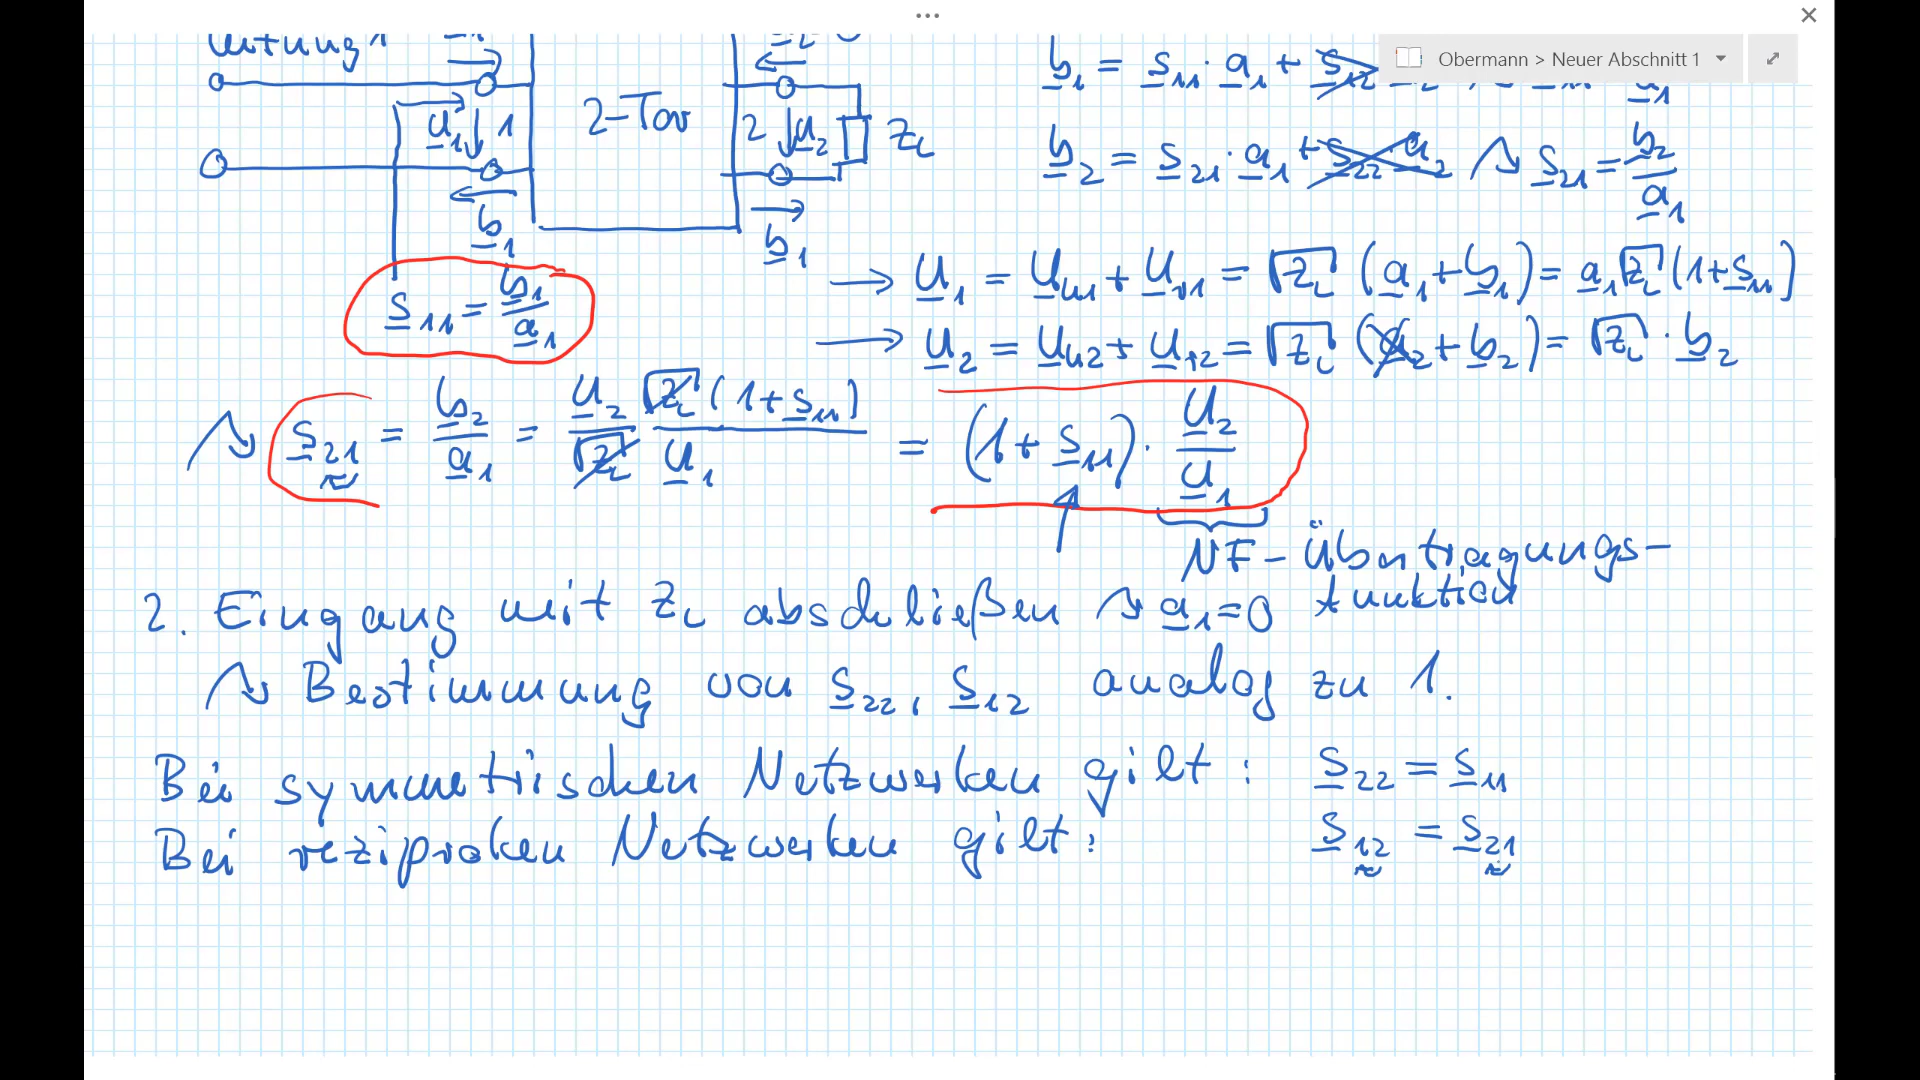 Obermann > Neuer Abschnitt 1
b1 = s11 · a1 +
2-Tor
u1 1
2 u2 ZL
b2 = s21 · a1 + s22 a2 ↝ s21 = b2/a1
b1
b1
s11 = b1/a1
→ U1 = Uh1 + Ur1 = √ZL (a1 + b1) = a1 √ZL (1 + s11)
→ U2 = Uh2 + Ur2 = √ZL (a2 + b2) = √ZL · b2
↝ s21 = b2/a1 = U2/√ZL √ZL (1 + s11)/U1 = (1 + s11) · U2/U1
NF-Übertragungs-
funktion
2. Eingang mit ZL abschließen ↝ a1 = 0
↝ Bestimmung von s22, s12 analog zu 1.
Bei symmetrischen Netzwerken gilt: s22 = s11
Bei reziproken Netzwerken gilt: s12 = s21